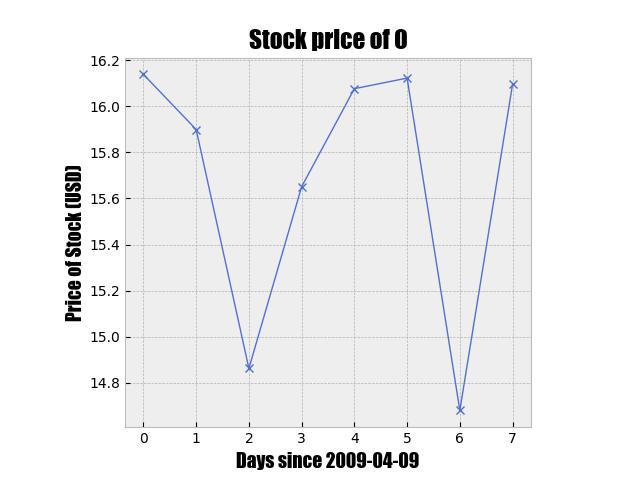 Stock price of O
Price of Stock (USD)
16.2
16.0
15.8
15.6
15.4
15.2
15.0
14.8
0 1 2 3 4 5 6 7
Days since 2009-04-09